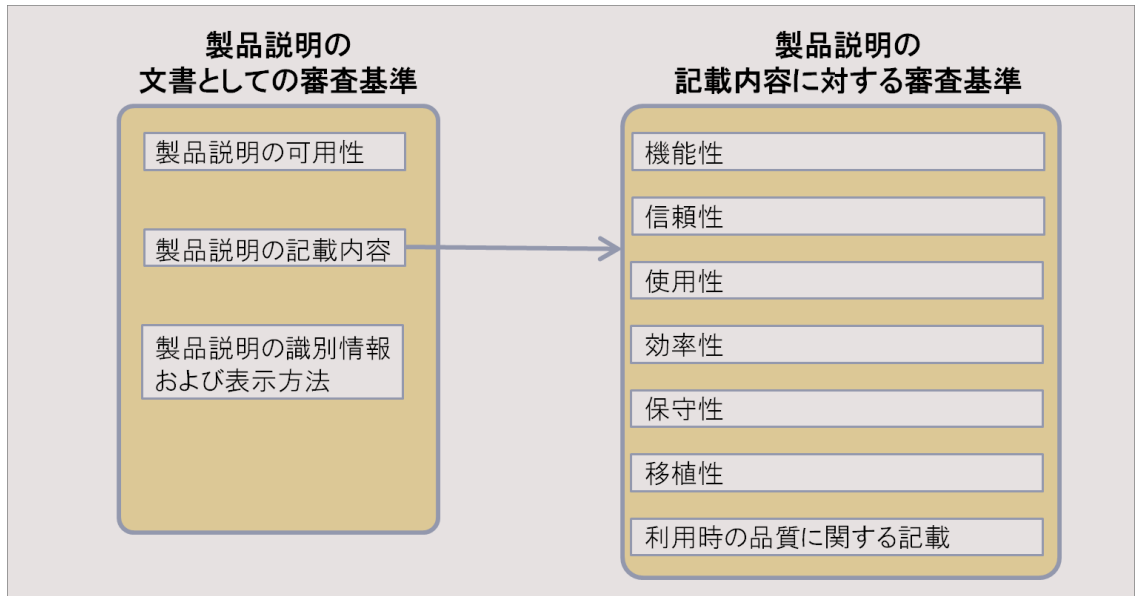 製品説明の
文書としての審査基準
製品説明の可用性
製品説明の記載内容
製品説明の識別情報
および表示方法
製品説明の
記載内容に対する審査基準
機能性
信頼性
使用性
効率性
保守性
移植性
利用時の品質に関する記載